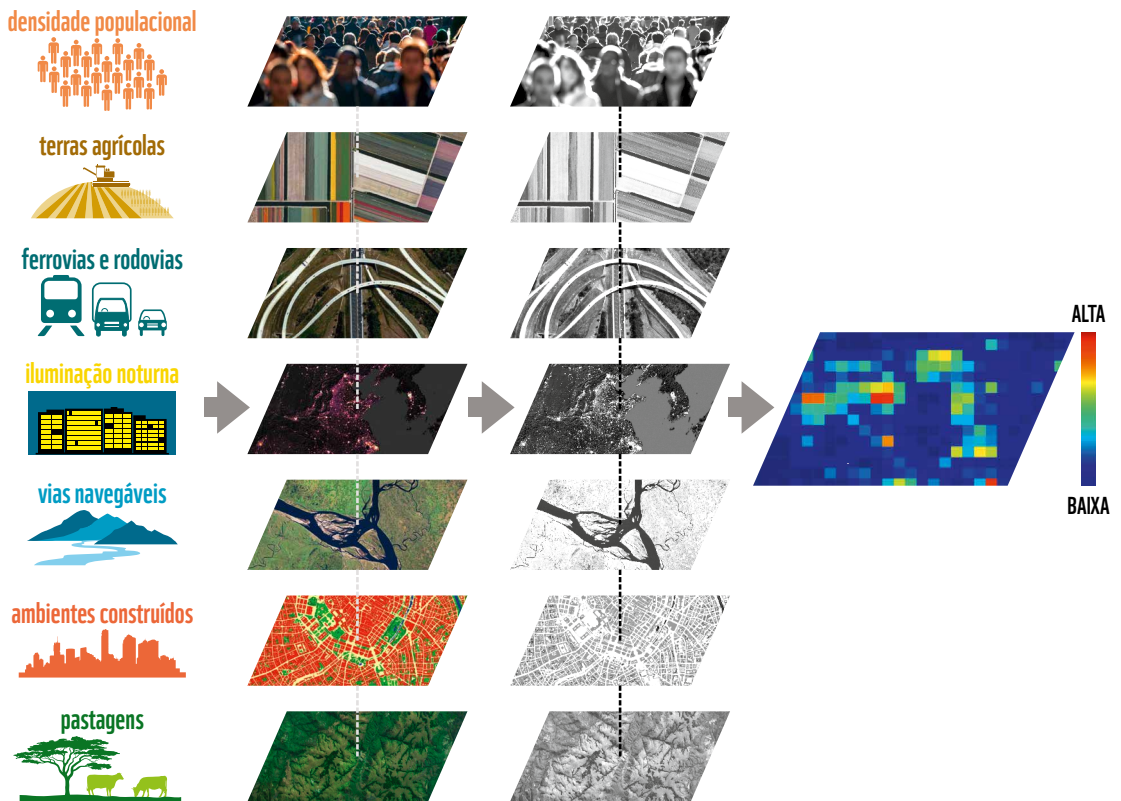 densidade populacional
terras agrícolas
ferrovias e rodovias
iluminação noturna
vias navegáveis
ambientes construídos
pastagens
ALTA
BAIXA